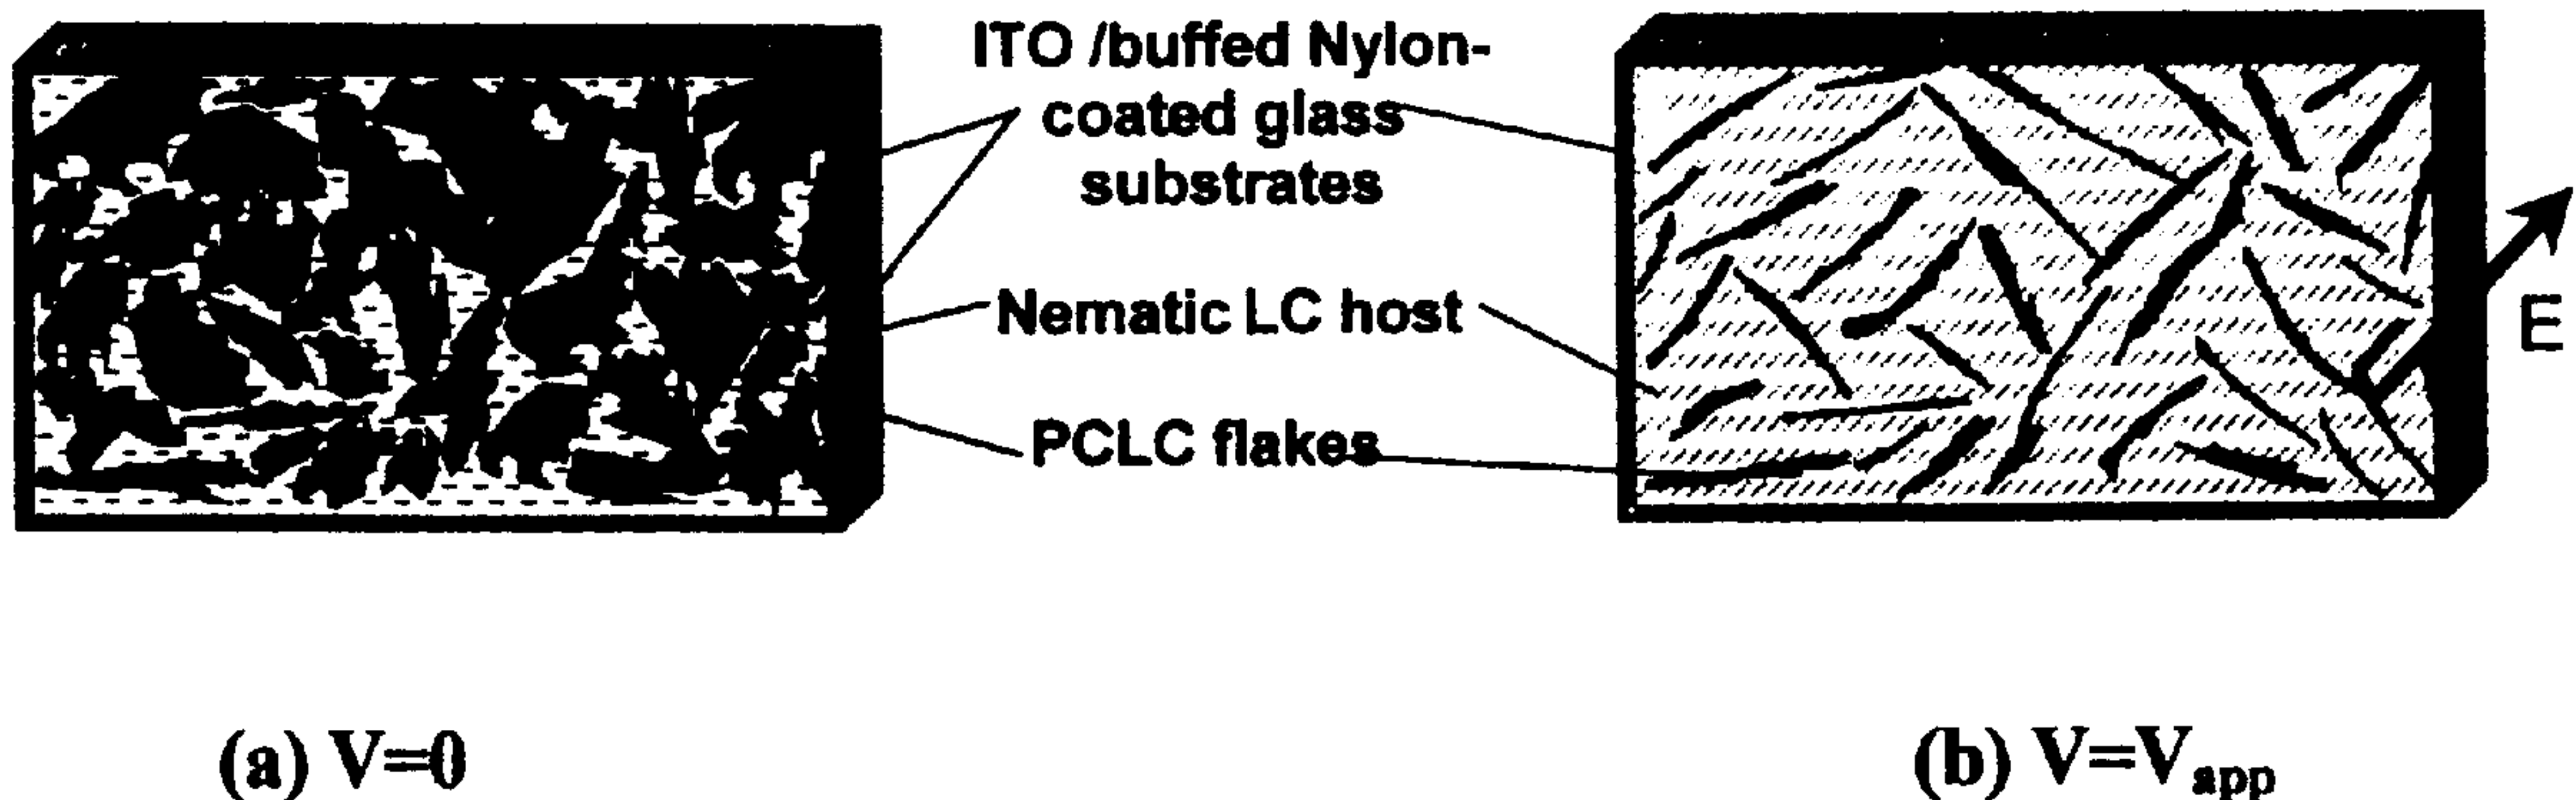 ITO /buffed Nylon-
coated glass
substrates
Nematic LC host
PCLC flakes
E
(a) V=0
(b) V=Vapp